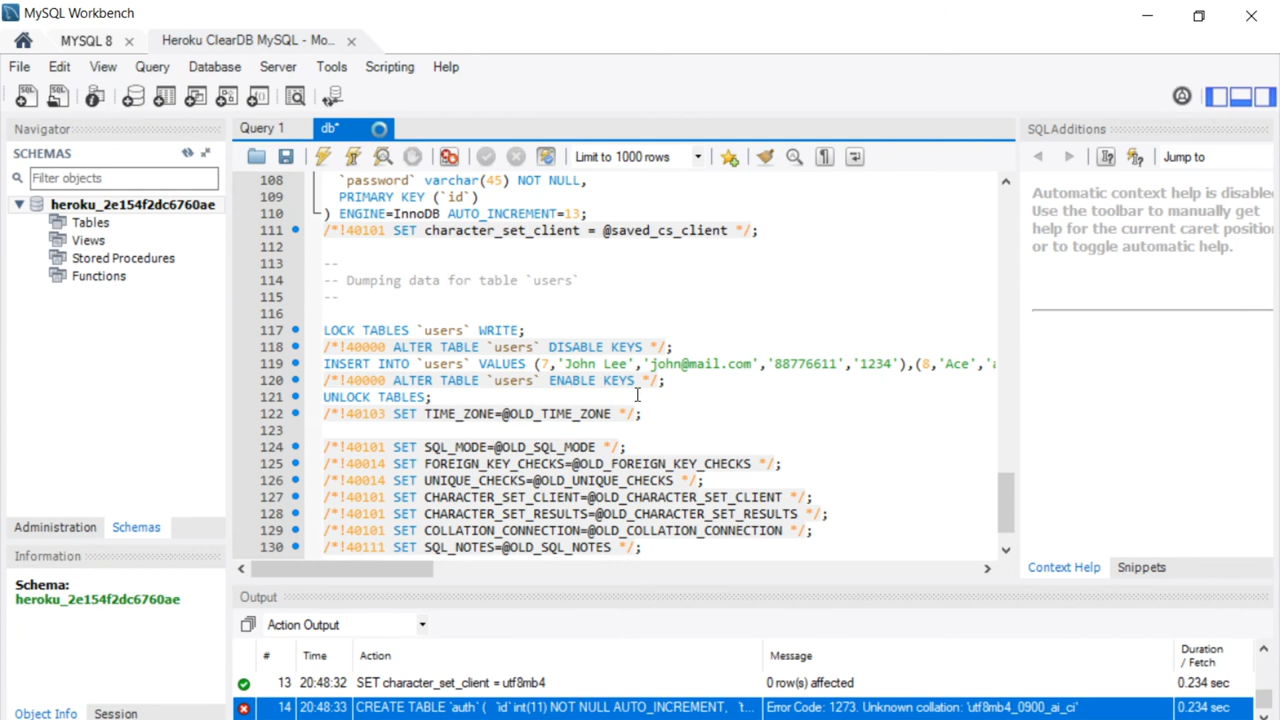 MySQL Workbench
MYSQL 8
Heroku ClearDB MySQL - Mo...
File Edit View Query Database Server Tools Scripting Help
Navigator
SCHEMAS
Filter objects
heroku_2e154f2dc6760ae
Tables
Views
Stored Procedures
Functions
Administration Schemas
Information
Schema:
heroku_2e154f2dc6760ae
Object Info Session
Query 1 db*
Limit to 1000 rows
108 `password` varchar(45) NOT NULL,
109 PRIMARY KEY (`id`)
110 ) ENGINE=InnoDB AUTO_INCREMENT=13;
111 /*!40101 SET character_set_client = @saved_cs_client */;
112
113 --
114 -- Dumping data for table `users`
115 --
116
117 LOCK TABLES `users` WRITE;
118 /*!40000 ALTER TABLE `users` DISABLE KEYS */;
119 INSERT INTO `users` VALUES (7,'John Lee','john@mail.com','88776611','1234'),(8,'Ace','
120 /*!40000 ALTER TABLE `users` ENABLE KEYS */;
121 UNLOCK TABLES;
122 /*!40103 SET TIME_ZONE=@OLD_TIME_ZONE */;
123
124 /*!40101 SET SQL_MODE=@OLD_SQL_MODE */;
125 /*!40014 SET FOREIGN_KEY_CHECKS=@OLD_FOREIGN_KEY_CHECKS */;
126 /*!40014 SET UNIQUE_CHECKS=@OLD_UNIQUE_CHECKS */;
127 /*!40101 SET CHARACTER_SET_CLIENT=@OLD_CHARACTER_SET_CLIENT */;
128 /*!40101 SET CHARACTER_SET_RESULTS=@OLD_CHARACTER_SET_RESULTS */;
129 /*!40101 SET COLLATION_CONNECTION=@OLD_COLLATION_CONNECTION */;
130 /*!40111 SET SQL_NOTES=@OLD_SQL_NOTES */;
SQLAdditions
Jump to
Automatic context help is disable
Use the toolbar to manually get
help for the current caret position
or to toggle automatic help.
Context Help Snippets
Output
Action Output
# Time Action Message Duration / Fetch
13 20:48:32 SET character_set_client = utf8mb4 0 row(s) affected 0.234 sec
14 20:48:33 CREATE TABLE `auth` ( `id` int(11) NOT NULL AUTO_INCREMENT, `t... Error Code: 1273. Unknown collation: 'utf8mb4_0900_ai_ci' 0.234 sec